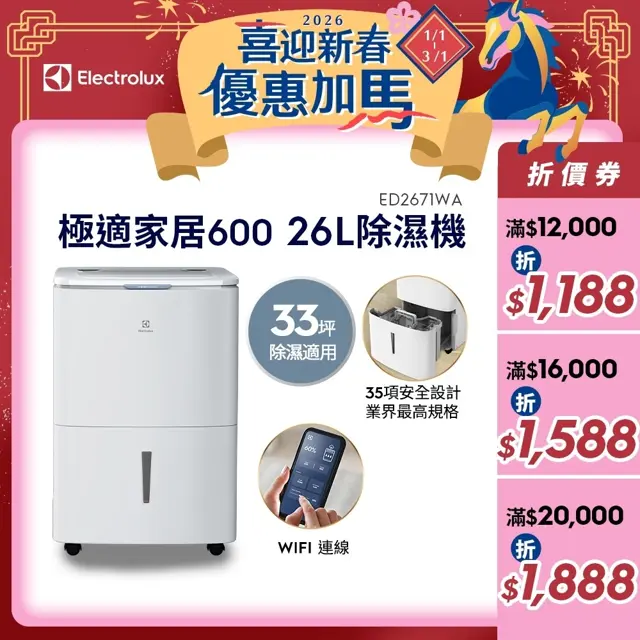 Electrolux
2026
喜迎新春
優惠加馬
1/1
3/1
折價券
ED2671WA
極適家居600 26L除濕機
滿$12,000
折
$1,188
33坪
除濕適用
35項安全設計
業界最高規格
滿$16,000
折
$1,588
Electrolux
60%
WIFI 連線
滿$20,000
折
$1,888